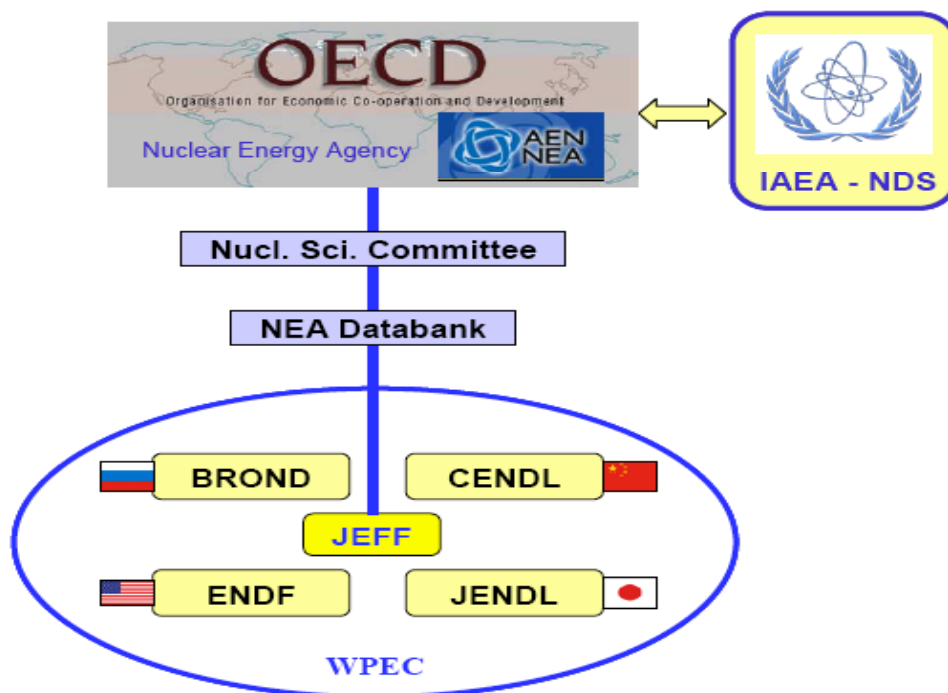 OECD
Organisation for Economic Co-operation and Development
Nuclear Energy Agency
AEN
NEA
IAEA - NDS
Nucl. Sci. Committee
NEA Databank
BROND
CENDL
JEFF
ENDF
JENDL
WPEC